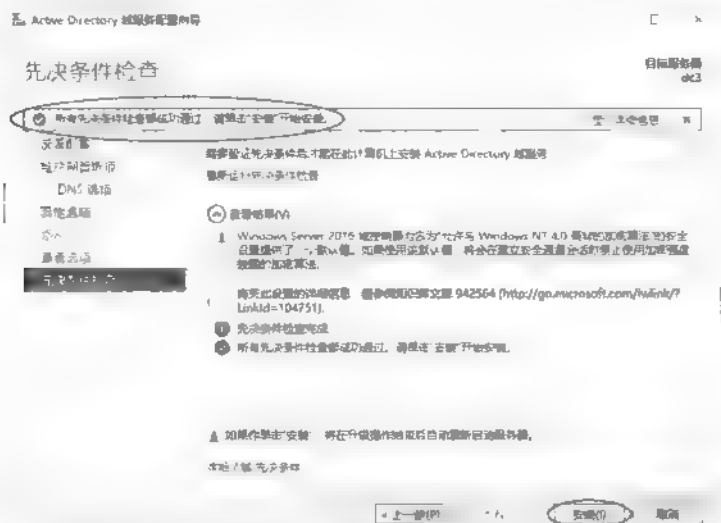 Active Directory 域服务配置向导
先决条件检查
目标服务器
dc3
所有先决条件检查都成功通过。请单击"安装"开始安装。
部署配置
域控制器选项
DNS 选项
其他选项
路径
查看选项
先决条件检查
需要验证先决条件后才能在此计算机上安装 Active Directory 域服务
重新运行先决条件检查
查看结果(V)
Windows Server 2016 域控制器为名为"允许与 Windows NT 4.0 兼容的加密算法"的安全
设置提供了一个默认值。如果使用该默认值，将会在建立安全通道会话时禁止使用加密强度
较弱的加密算法。
有关此设置的详细信息，请参阅知识库文章 942564 (http://go.microsoft.com/fwlink/?
LinkId=104751)。
先决条件检查完成
所有先决条件检查都成功通过。请单击"安装"开始安装。
如果你单击"安装"，将在升级操作结束后自动重新启动服务器。
先决条件
< 上一步(P)
安装(I)
取消